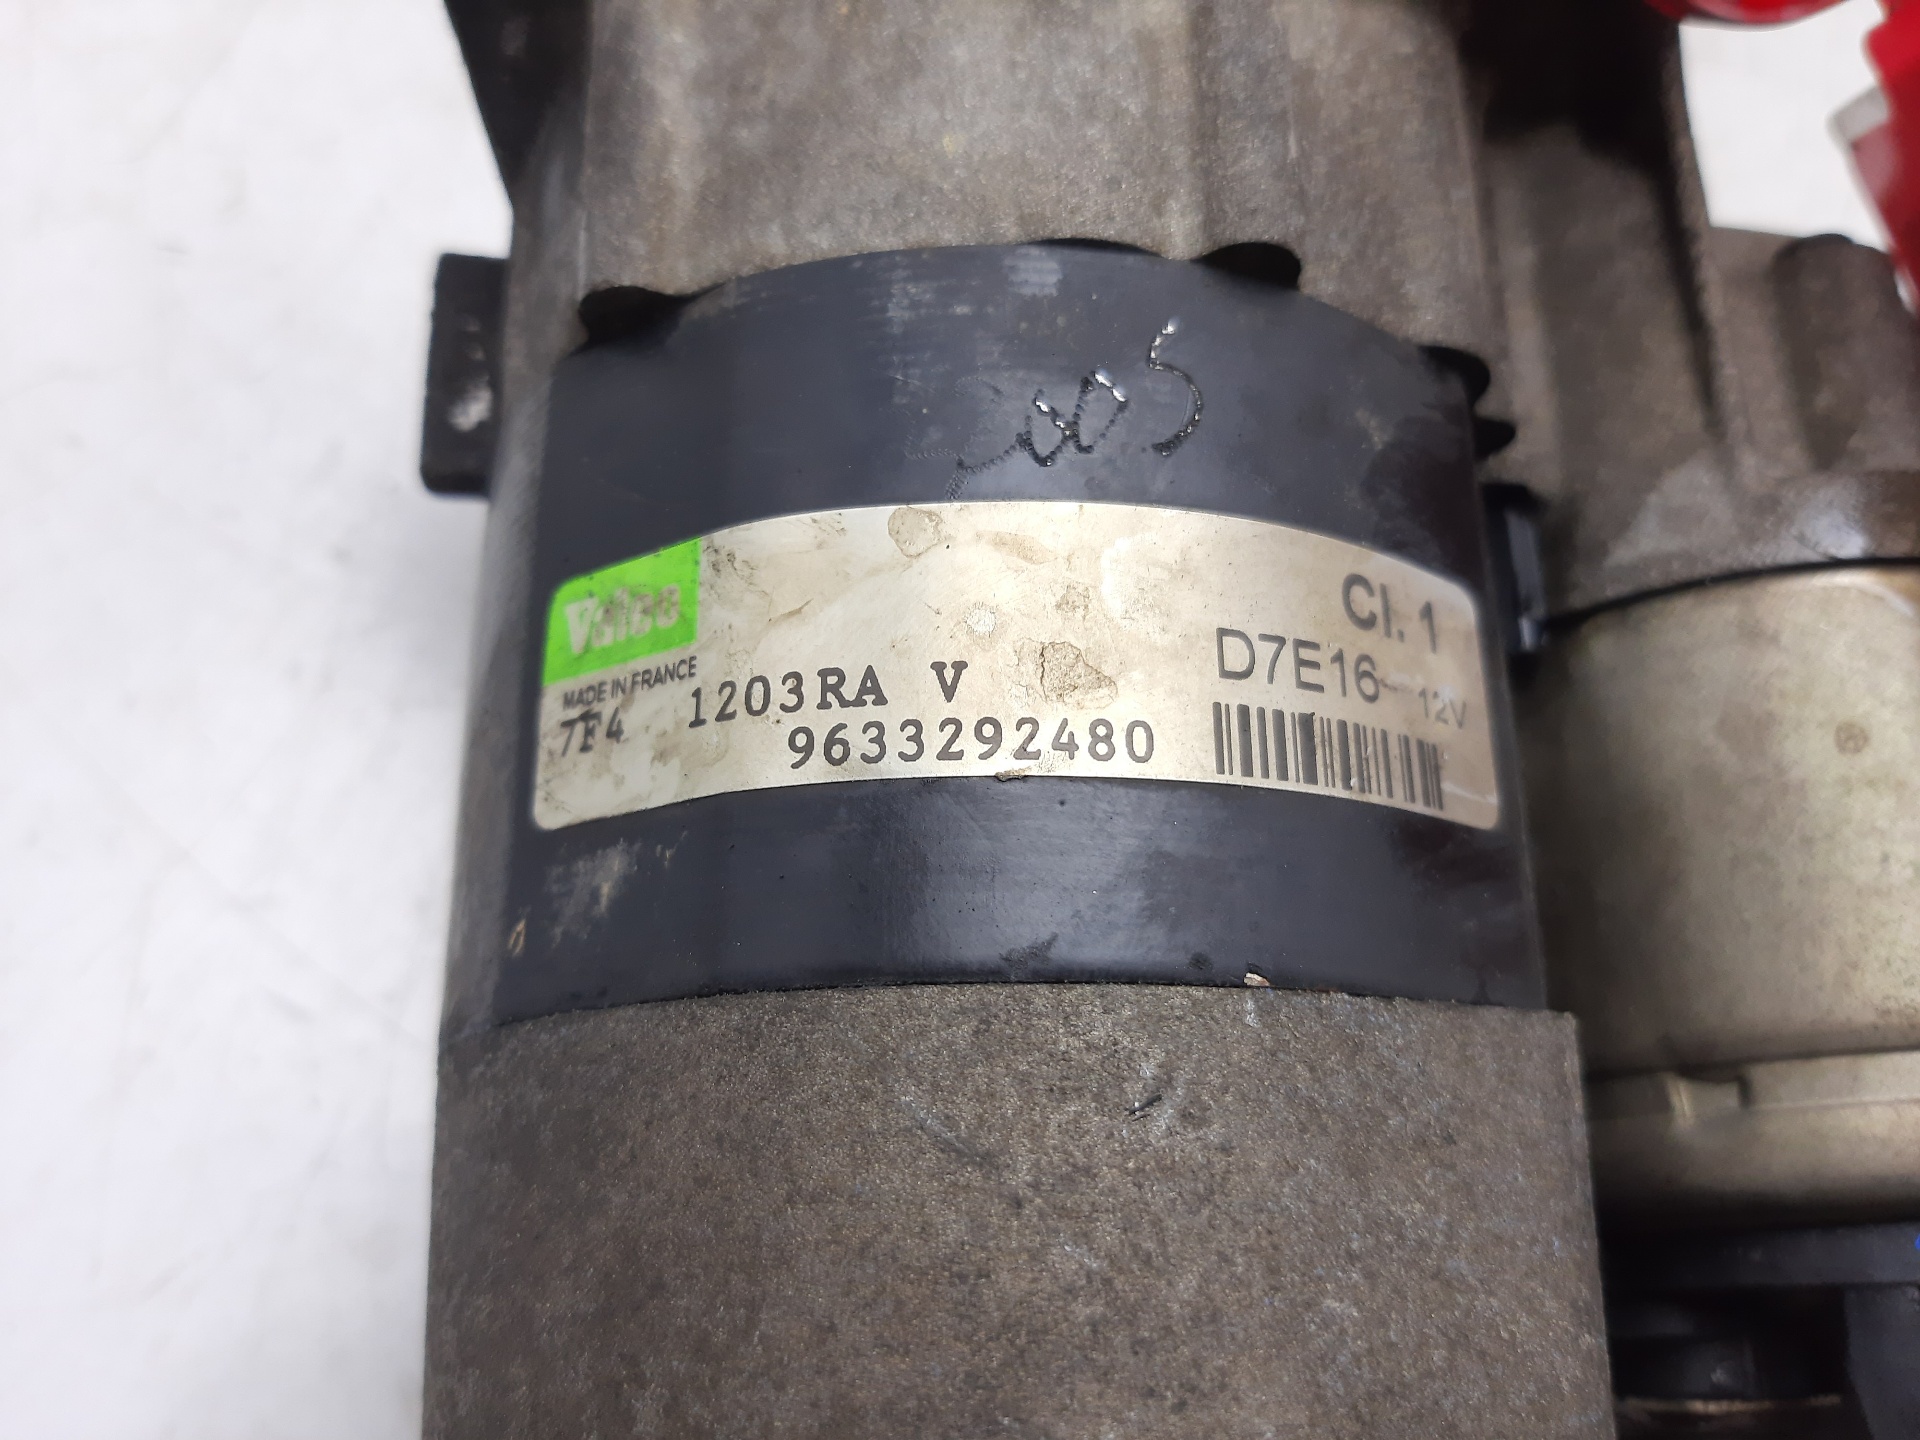 2005
Valeo
MADE IN FRANCE
Cl. 1
D7E16 12V
7F4 1203RA V
9633292480